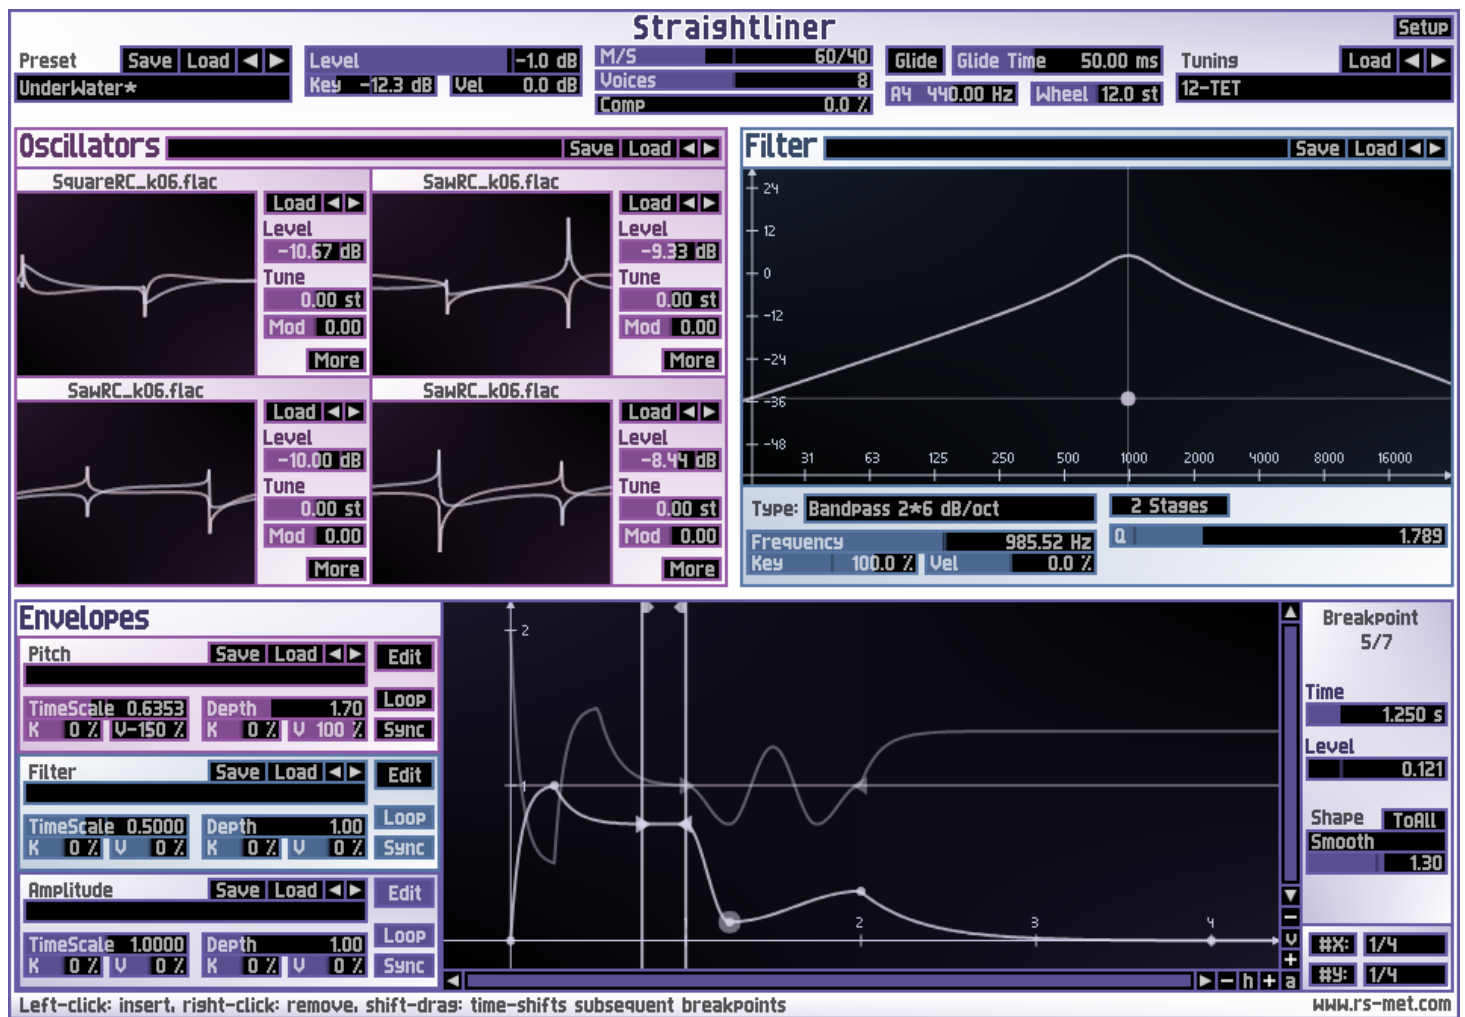 Straightliner
Setup
Preset Save Load
UnderWater*
Level -1.0 dB
Key -12.3 dB Vel 0.0 dB
M/S 60/40
Voices 8
Comp 0.0 %
Glide Glide Time 50.00 ms
A4 440.00 Hz Wheel 12.0 st
Tuning Load
12-TET
Oscillators Save Load
SquareRC_k06.flac
Load
Level
-10.67 dB
Tune
0.00 st
Mod 0.00
More
SawRC_k06.flac
Load
Level
-9.33 dB
Tune
0.00 st
Mod 0.00
More
SawRC_k06.flac
Load
Level
-10.00 dB
Tune
0.00 st
Mod 0.00
More
SawRC_k06.flac
Load
Level
-8.44 dB
Tune
0.00 st
Mod 0.00
More
Filter Save Load
24
12
0
-12
-24
-36
-48
31 63 125 250 500 1000 2000 4000 8000 16000
Type: Bandpass 2*6 dB/oct 2 Stages
Frequency 985.52 Hz Q 1.789
Key 100.0 % Vel 0.0 %
Envelopes
Pitch Save Load Edit
TimeScale 0.6353 Depth 1.70 Loop
K 0 % V-150 % K 0 % V 100 % Sync
Filter Save Load Edit
TimeScale 0.5000 Depth 1.00 Loop
K 0 % V 0 % K 0 % V 0 % Sync
Amplitude Save Load Edit
TimeScale 1.0000 Depth 1.00 Loop
K 0 % V 0 % K 0 % V 0 % Sync
2
1
1 2 3 4
- v +
- h + a
Breakpoint
5/7
Time
1.250 s
Level
0.121
Shape ToAll
Smooth
1.30
#X: 1/4
#Y: 1/4
Left-click: insert, right-click: remove, shift-drag: time-shifts subsequent breakpoints
www.rs-met.com